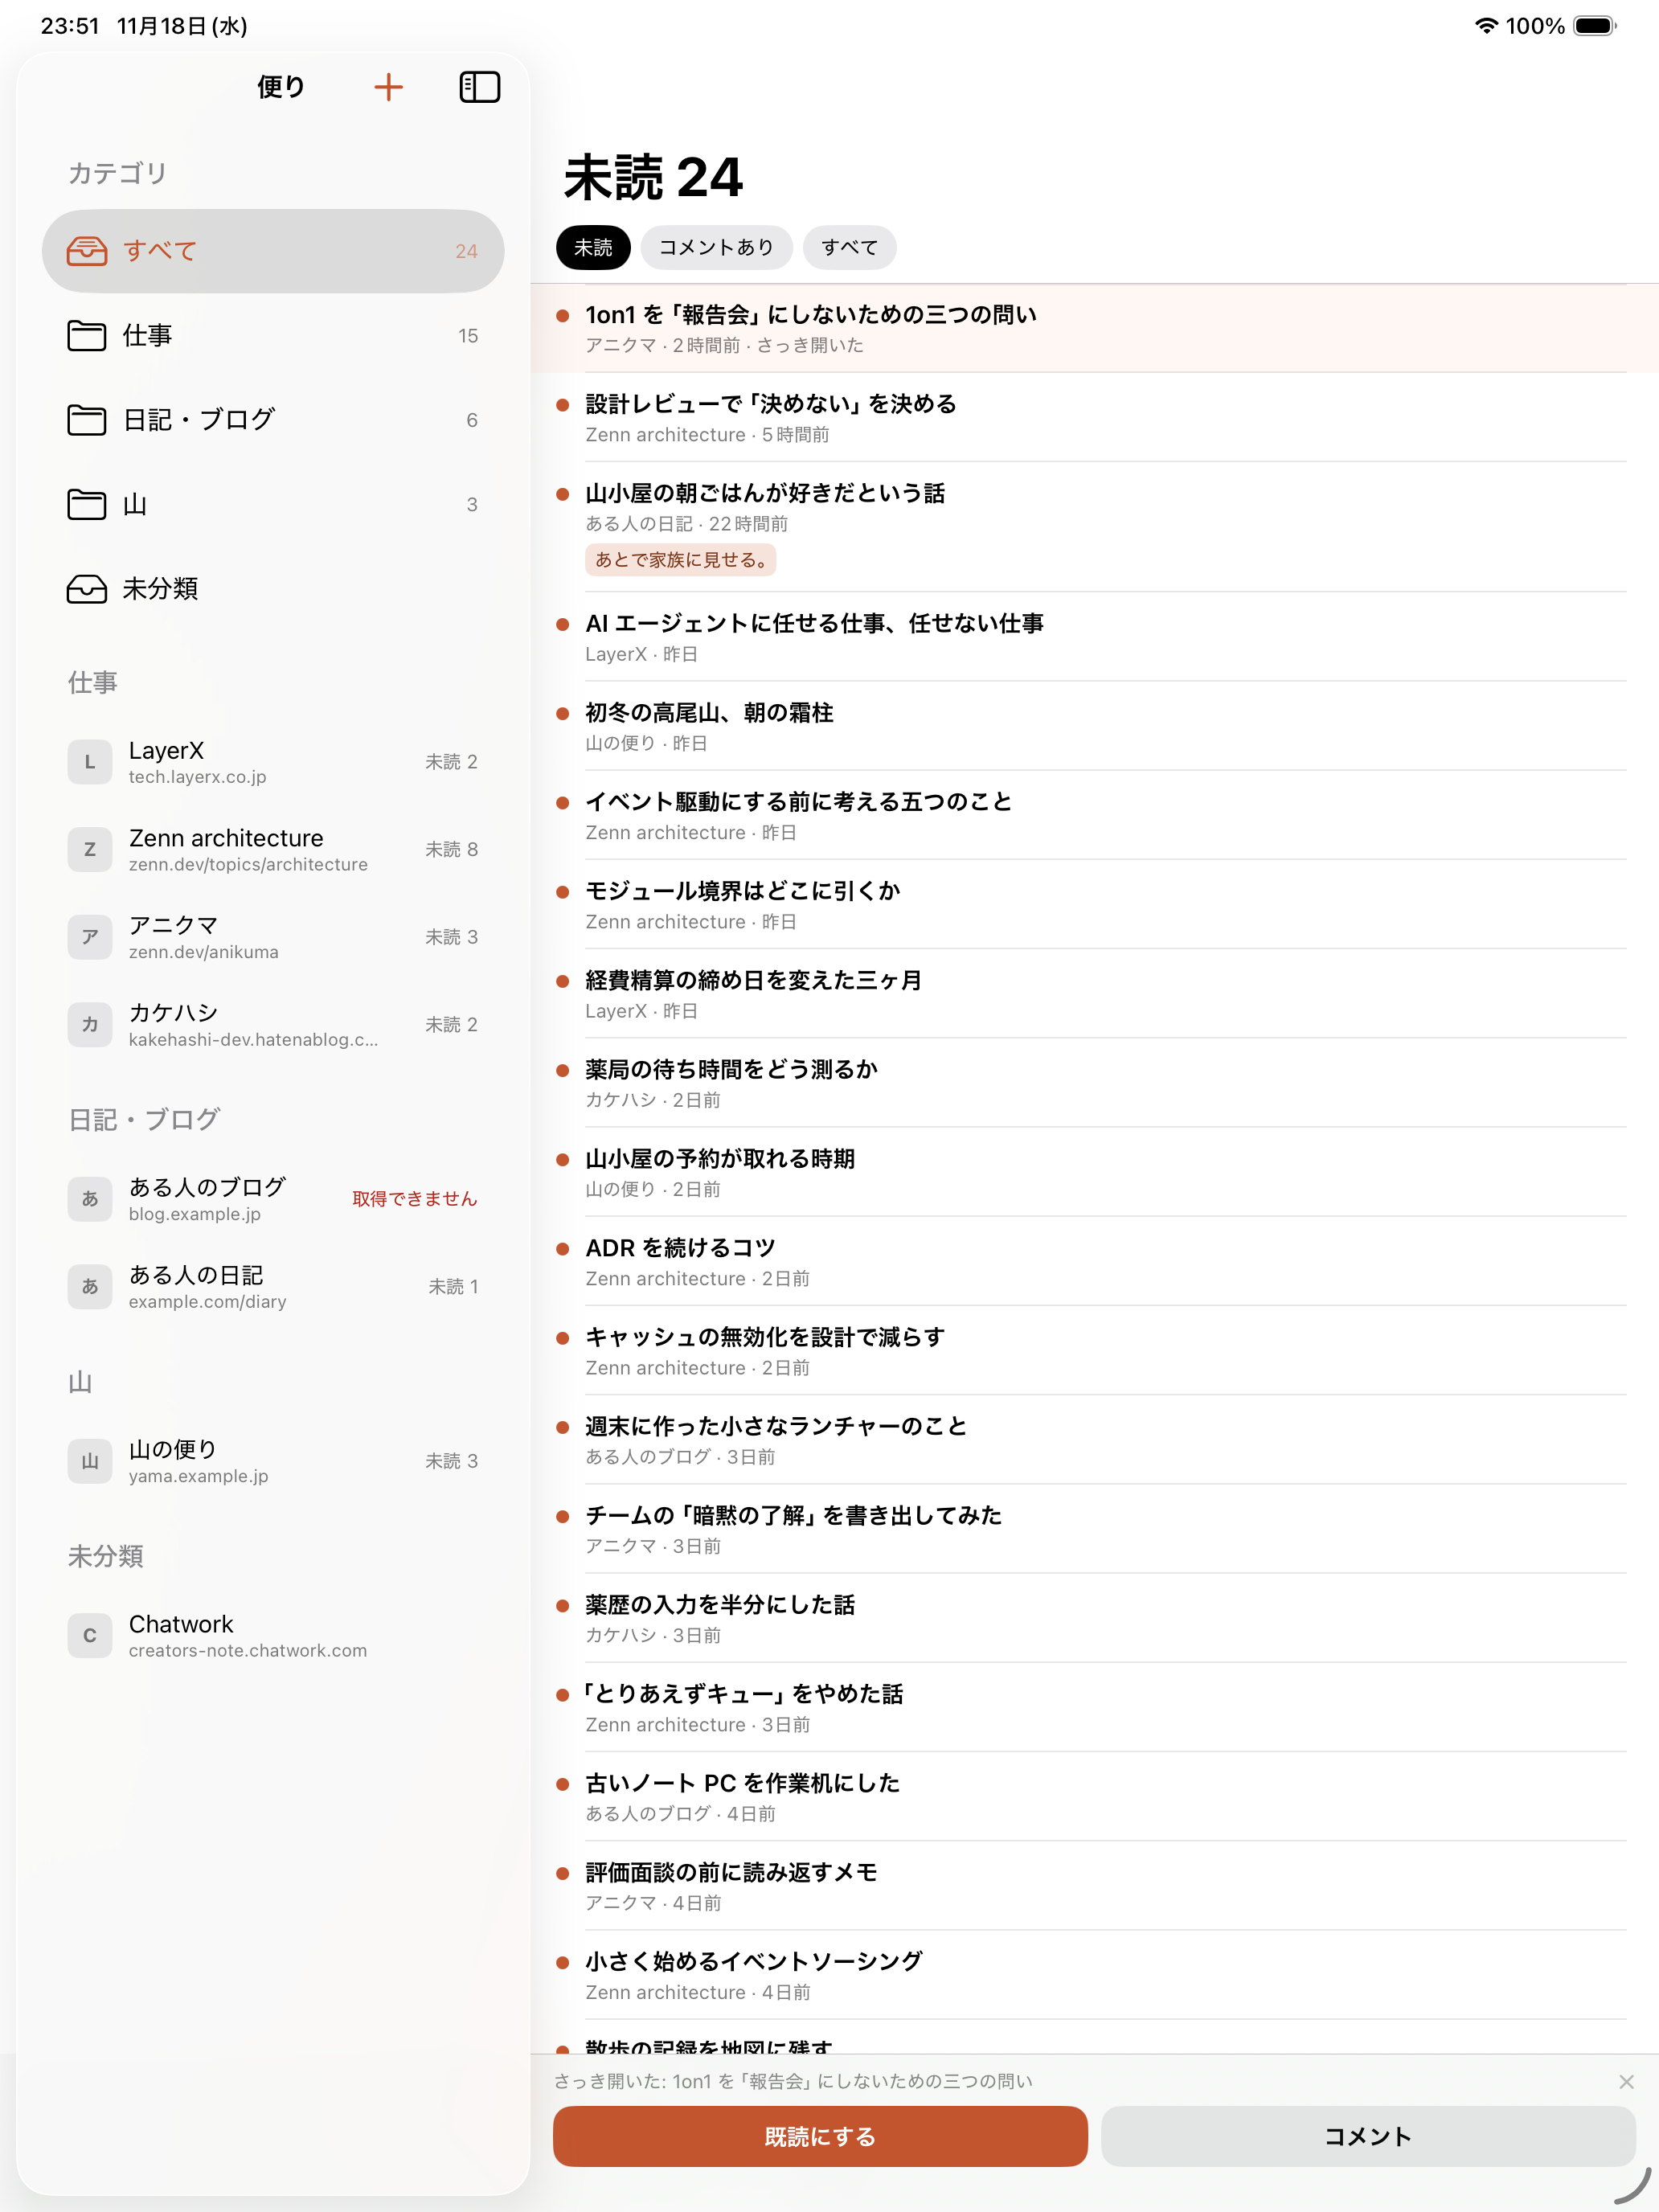 23:51 11月18日(水)
100%
便り
カテゴリ
すべて 24
仕事 15
日記・ブログ 6
山 3
未分類
仕事
L LayerX 未読 2
tech.layerx.co.jp
Z Zenn architecture 未読 8
zenn.dev/topics/architecture
ア アニクマ 未読 3
zenn.dev/anikuma
カ カケハシ 未読 2
kakehashi-dev.hatenablog.c...
日記・ブログ
あ ある人のブログ 取得できません
blog.example.jp
あ ある人の日記 未読 1
example.com/diary
山
山 山の便り 未読 3
yama.example.jp
未分類
C Chatwork
creators-note.chatwork.com
未読 24
未読 コメントあり すべて
1on1 を「報告会」にしないための三つの問い
アニクマ · 2時間前 · さっき開いた
設計レビューで「決めない」を決める
Zenn architecture · 5時間前
山小屋の朝ごはんが好きだという話
ある人の日記 · 22時間前
あとで家族に見せる。
AI エージェントに任せる仕事、任せない仕事
LayerX · 昨日
初冬の高尾山、朝の霜柱
山の便り · 昨日
イベント駆動にする前に考える五つのこと
Zenn architecture · 昨日
モジュール境界はどこに引くか
Zenn architecture · 昨日
経費精算の締め日を変えた三ヶ月
LayerX · 昨日
薬局の待ち時間をどう測るか
カケハシ · 2日前
山小屋の予約が取れる時期
山の便り · 2日前
ADR を続けるコツ
Zenn architecture · 2日前
キャッシュの無効化を設計で減らす
Zenn architecture · 2日前
週末に作った小さなランチャーのこと
ある人のブログ · 3日前
チームの「暗黙の了解」を書き出してみた
アニクマ · 3日前
薬歴の入力を半分にした話
カケハシ · 3日前
「とりあえずキュー」をやめた話
Zenn architecture · 3日前
古いノート PC を作業机にした
ある人のブログ · 4日前
評価面談の前に読み返すメモ
アニクマ · 4日前
小さく始めるイベントソーシング
Zenn architecture · 4日前
散歩の記録を地図に残す
さっき開いた: 1on1 を「報告会」にしないための三つの問い
既読にする コメント